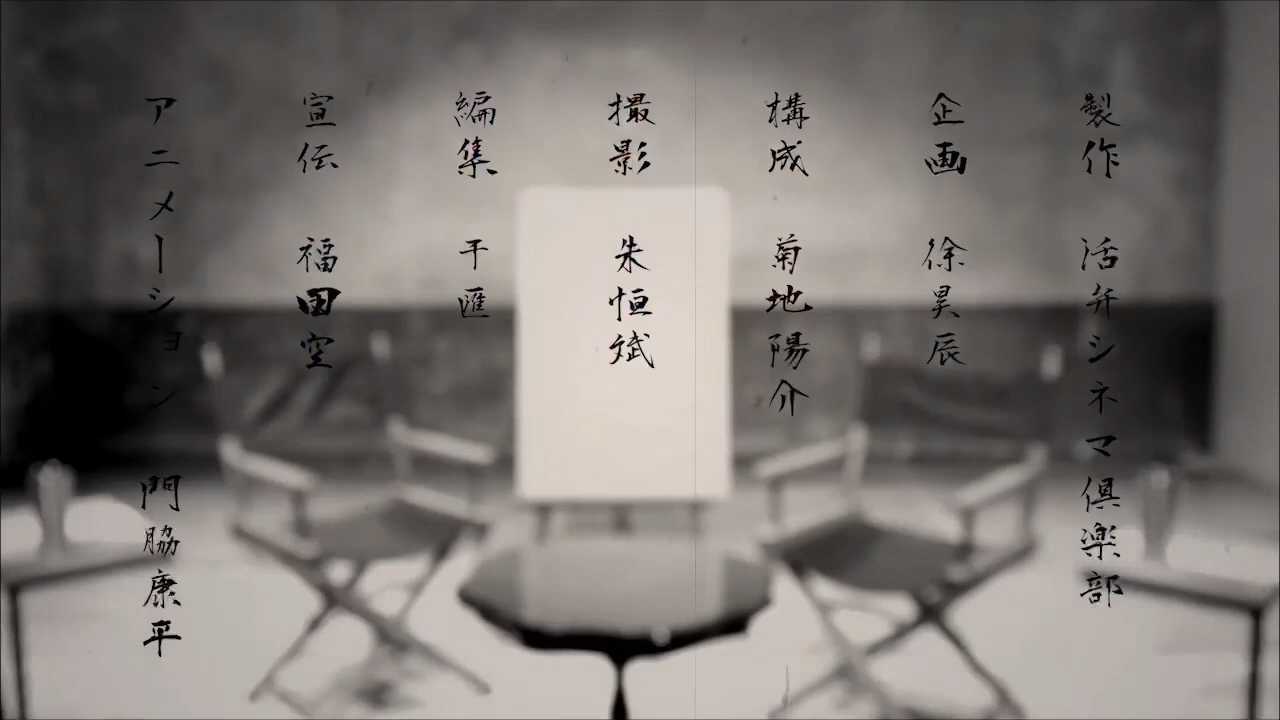 製作 活弁シネマ倶楽部
企画 徐昊辰
構成 菊地陽介
撮影 朱恒斌
編集 干匯
宣伝 福田空
アニメーション 門脇康平